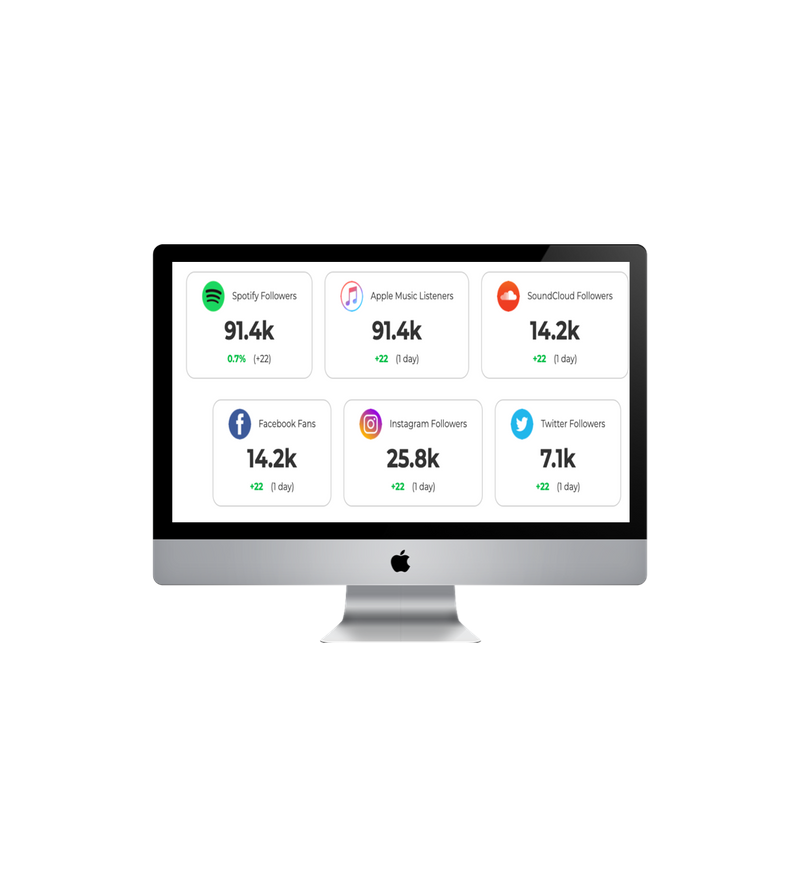 Spotify Followers
91.4k
0.7% (+22)
Apple Music Listeners
91.4k
+22 (1 day)
SoundCloud Followers
14.2k
+22 (1 day)
Facebook Fans
14.2k
+22 (1 day)
Instagram Followers
25.8k
+22 (1 day)
Twitter Followers
7.1k
+22 (1 day)